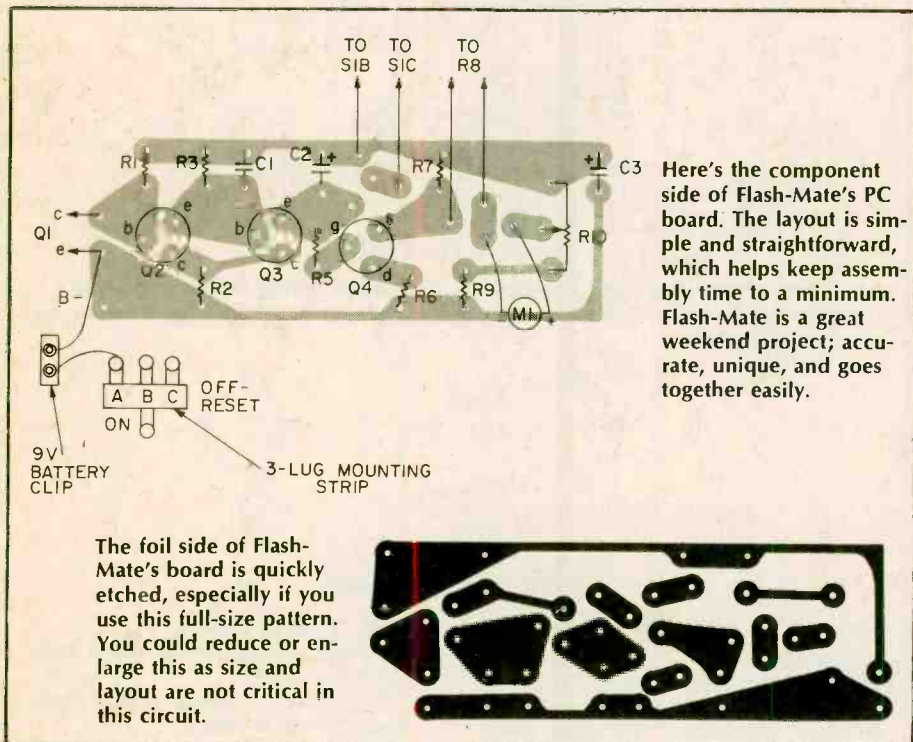 TO S1B
TO S1C
TO R8
R1
R3
C1
C2
+
R7
+
C3
c
Q1
e
b
e
Q2
c
b
e
Q3
c
R2
R5
g
s
Q4
d
R6
R9
R10
M1
+
B-
A B C
OFF-
RESET
ON
9V
BATTERY
CLIP
3-LUG MOUNTING
STRIP
Here's the component
side of Flash-Mate's PC
board. The layout is sim-
ple and straightforward,
which helps keep assem-
bly time to a minimum.
Flash-Mate is a great
weekend project; accu-
rate, unique, and goes
together easily.
The foil side of Flash-
Mate's board is quickly
etched, especially if you
use this full-size pattern.
You could reduce or en-
large this as size and
layout are not critical in
this circuit.